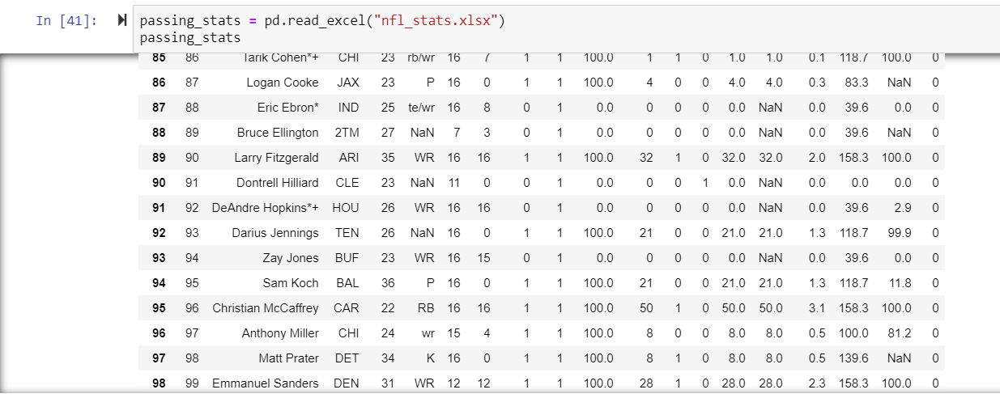 In [41]:
passing_stats = pd.read_excel("nfl_stats.xlsx")
passing_stats
85 86 Tarik Cohen*+ CHI 23 rb/wr 16 7 1 1 100.0 1 1 0 1.0 1.0 0.1 118.7 100.0 0
86 87 Logan Cooke JAX 23 P 16 0 1 1 100.0 4 0 0 4.0 4.0 0.3 83.3 NaN 0
87 88 Eric Ebron* IND 25 te/wr 16 8 0 1 0.0 0 0 0 0.0 NaN 0.0 39.6 0.0 0
88 89 Bruce Ellington 2TM 27 NaN 7 3 0 1 0.0 0 0 0 0.0 NaN 0.0 39.6 NaN 0
89 90 Larry Fitzgerald ARI 35 WR 16 16 1 1 100.0 32 1 0 32.0 32.0 2.0 158.3 100.0 0
90 91 Dontrell Hilliard CLE 23 NaN 11 0 0 1 0.0 0 0 1 0.0 NaN 0.0 0.0 0.0 0
91 92 DeAndre Hopkins*+ HOU 26 WR 16 16 0 1 0.0 0 0 0 0.0 NaN 0.0 39.6 2.9 0
92 93 Darius Jennings TEN 26 NaN 16 0 1 1 100.0 21 0 0 21.0 21.0 1.3 118.7 99.9 0
93 94 Zay Jones BUF 23 WR 16 15 0 1 0.0 0 0 0 0.0 NaN 0.0 39.6 0.0 0
94 95 Sam Koch BAL 36 P 16 0 1 1 100.0 21 0 0 21.0 21.0 1.3 118.7 11.8 0
95 96 Christian McCaffrey CAR 22 RB 16 16 1 1 100.0 50 1 0 50.0 50.0 3.1 158.3 100.0 0
96 97 Anthony Miller CHI 24 wr 15 4 1 1 100.0 8 0 0 8.0 8.0 0.5 100.0 81.2 0
97 98 Matt Prater DET 34 K 16 0 1 1 100.0 8 1 0 8.0 8.0 0.5 139.6 NaN 0
98 99 Emmanuel Sanders DEN 31 WR 12 12 1 1 100.0 28 1 0 28.0 28.0 2.3 158.3 100.0 0